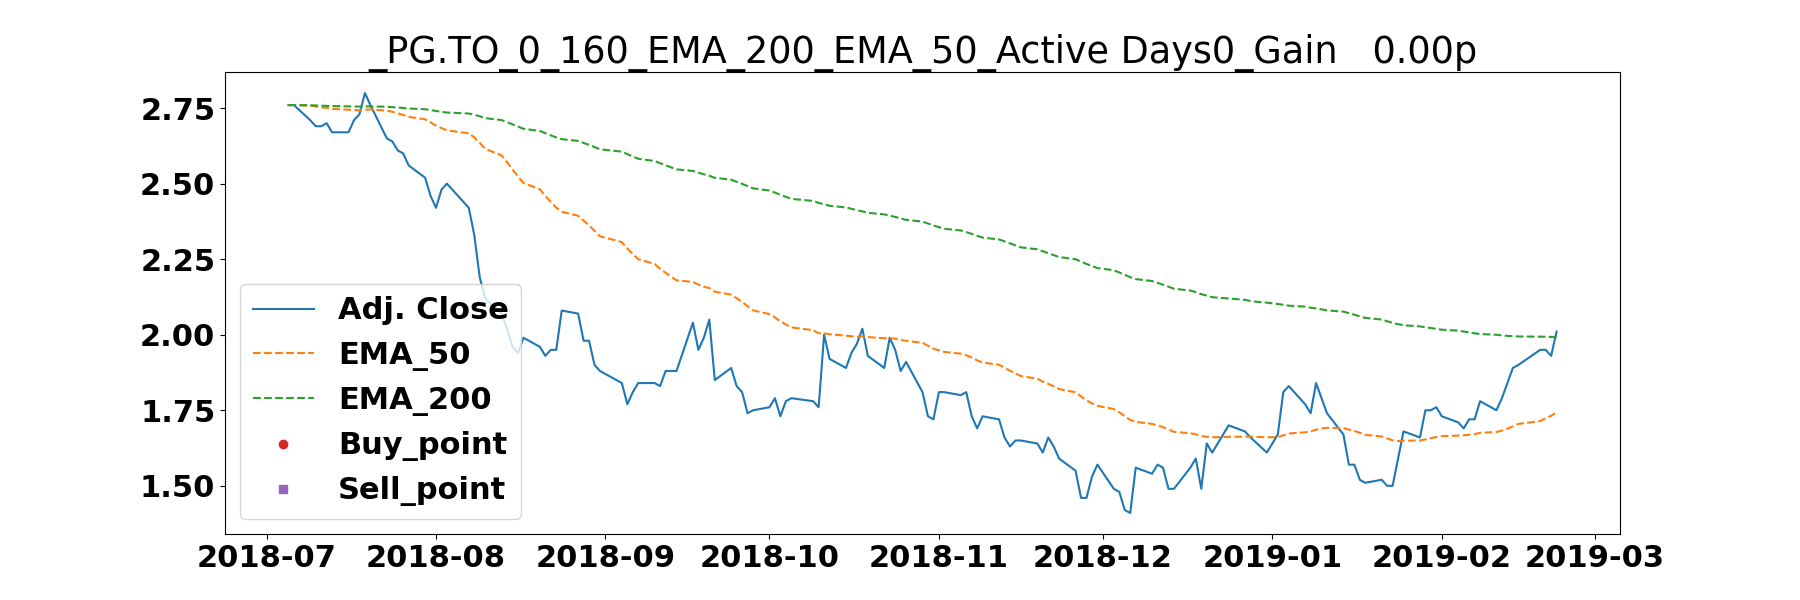 _PG.TO_0_160_EMA_200_EMA_50_Active Days0_Gain   0.00p
2.75
2.50
2.25
2.00
1.75
1.50
Adj. Close
EMA_50
EMA_200
Buy_point
Sell_point
2018-07 2018-08 2018-09 2018-10 2018-11 2018-12 2019-01 2019-02 2019-03